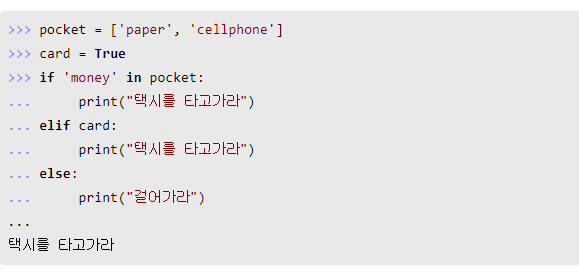 >>> pocket = ['paper', 'cellphone']
>>> card = True
>>> if 'money' in pocket:
...      print("택시를 타고가라")
... elif card:
...      print("택시를 타고가라")
... else:
...      print("걸어가라")
...
택시를 타고가라